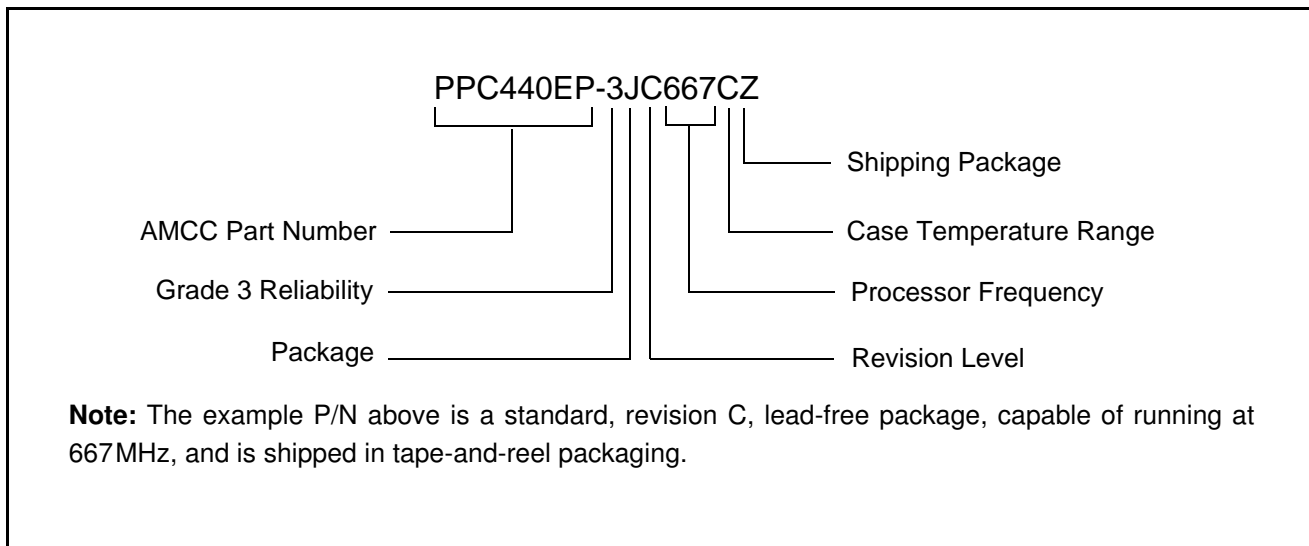 PPC440EP-3JC667CZ
Shipping Package
AMCC Part Number
Case Temperature Range
Grade 3 Reliability
Processor Frequency
Package
Revision Level
Note: The example P/N above is a standard, revision C, lead-free package, capable of running at
667MHz, and is shipped in tape-and-reel packaging.